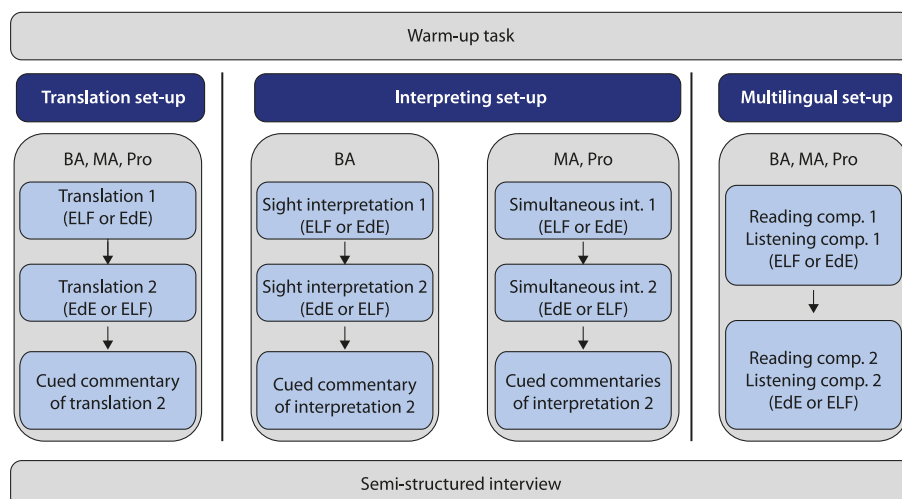 Warm-up task
Translation set-up
BA, MA, Pro
Translation 1
(ELF or EdE)
Translation 2
(EdE or ELF)
Cued commentary
of translation 2
Interpreting set-up
BA
Sight interpretation 1
(ELF or EdE)
Sight interpretation 2
(EdE or ELF)
Cued commentary
of interpretation 2
MA, Pro
Simultaneous int. 1
(ELF or EdE)
Simultaneous int. 2
(EdE or ELF)
Cued commentaries
of interpretation 2
Multilingual set-up
BA, MA, Pro
Reading comp. 1
Listening comp. 1
(ELF or EdE)
Reading comp. 2
Listening comp. 2
(EdE or ELF)
Semi-structured interview